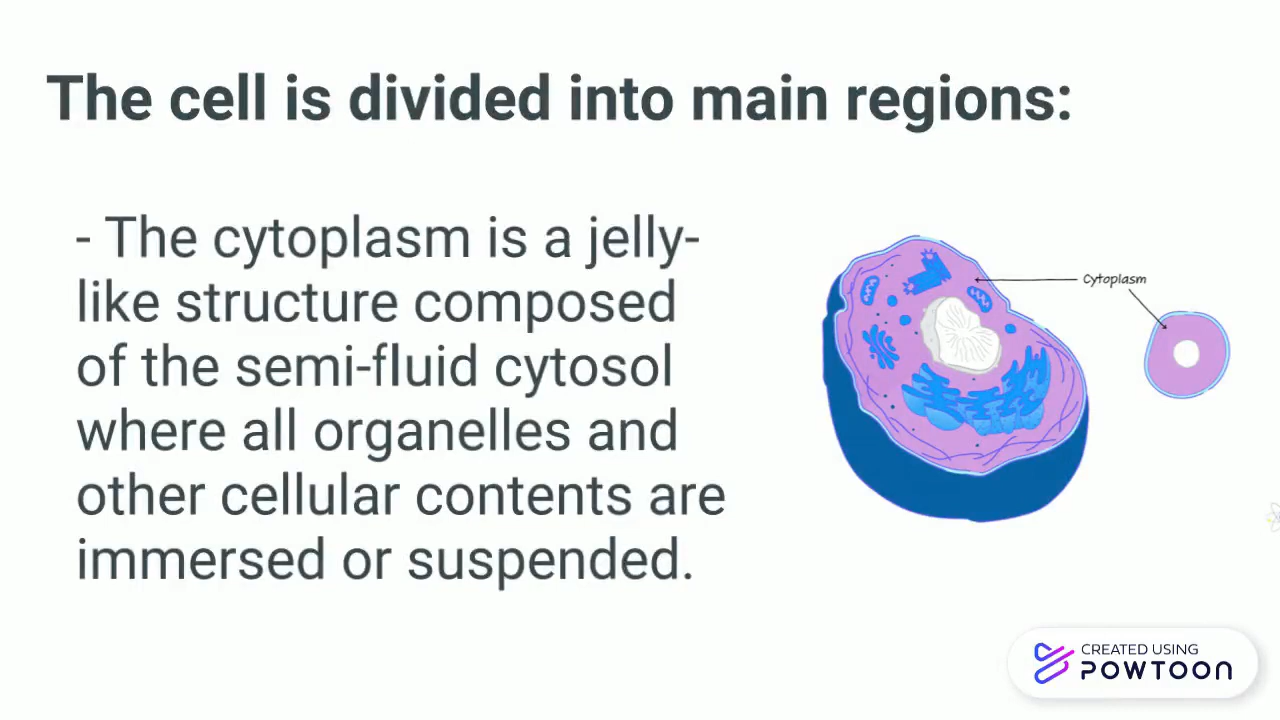 The cell is divided into main regions:
- The cytoplasm is a jelly-
like structure composed
of the semi-fluid cytosol
where all organelles and
other cellular contents are
immersed or suspended.
Cytoplasm
CREATED USING
POWTOON